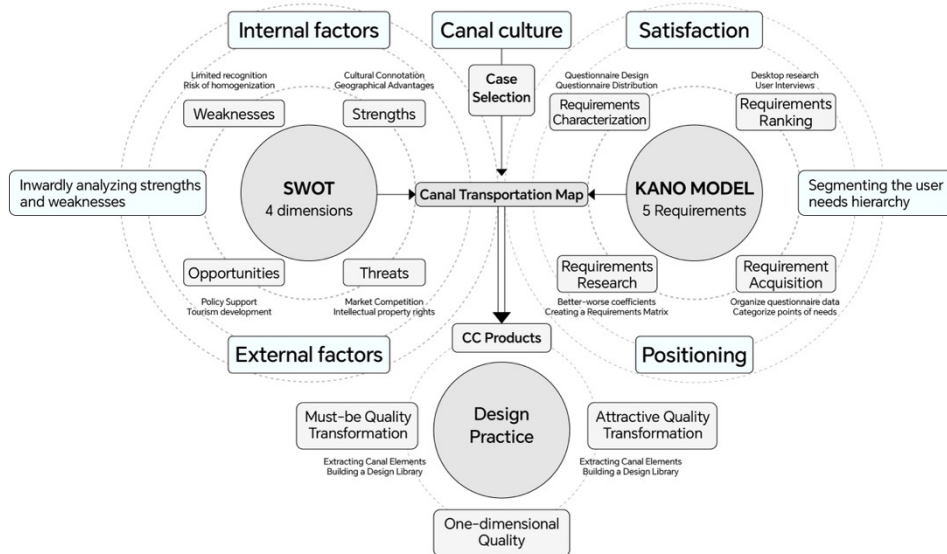 Internal factors
Canal culture
Satisfaction
Limited recognition
Risk of homogenization
Cultural Connotation
Geographical Advantages
Case
Selection
Questionnaire Design
Questionnaire Distribution
Desktop research
User Interviews
Weaknesses
Strengths
Requirements
Characterization
Requirements
Ranking
Inwardly analyzing strengths
and weaknesses
SWOT
4 dimensions
Canal Transportation Map
KANO MODEL
5 Requirements
Segmenting the user
needs hierarchy
Opportunities
Threats
Requirements
Research
Requirement
Acquisition
Policy Support
Tourism development
Market Competition
Intellectual property rights
Better-worse coefficients
Creating a Requirements Matrix
Organize questionnaire data
Categorize points of needs
External factors
CC Products
Positioning
Must-be Quality
Transformation
Design
Practice
Attractive Quality
Transformation
Extracting Canal Elements
Building a Design Library
Extracting Canal Elements
Building a Design Library
One-dimensional
Quality